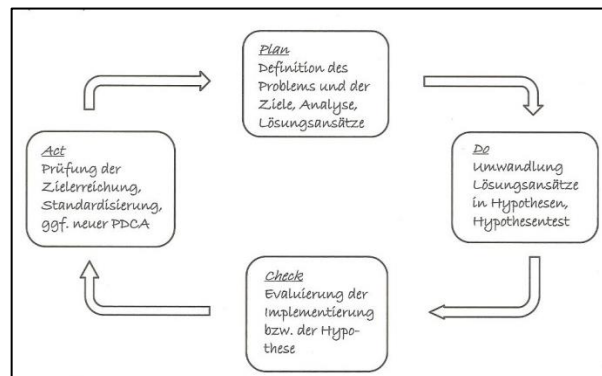 Plan
Definition des
Problems und der
Ziele, Analyse,
Lösungsansätze
Do
Umwandlung
Lösungsansätze
in Hypothesen,
Hypothesentest
Check
Evaluierung der
Implementierung
bzw. der Hypo-
these
Act
Prüfung der
Zielerreichung,
Standardisierung,
ggf. neuer PDCA